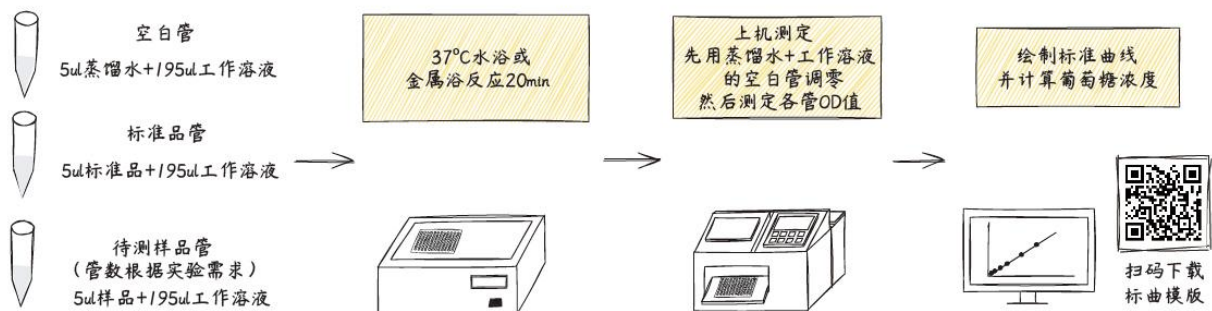 空白管
5ul蒸馏水+195ul工作溶液
标准品管
5ul标准品+195ul工作溶液
待测样品管
（管数根据实验需求）
5ul样品+195ul工作溶液
37℃水浴或
金属浴反应20min
上机测定
先用蒸馏水+工作溶液
的空白管调零
然后测定各管OD值
绘制标准曲线
并计算葡萄糖浓度
扫码下载
标曲模版